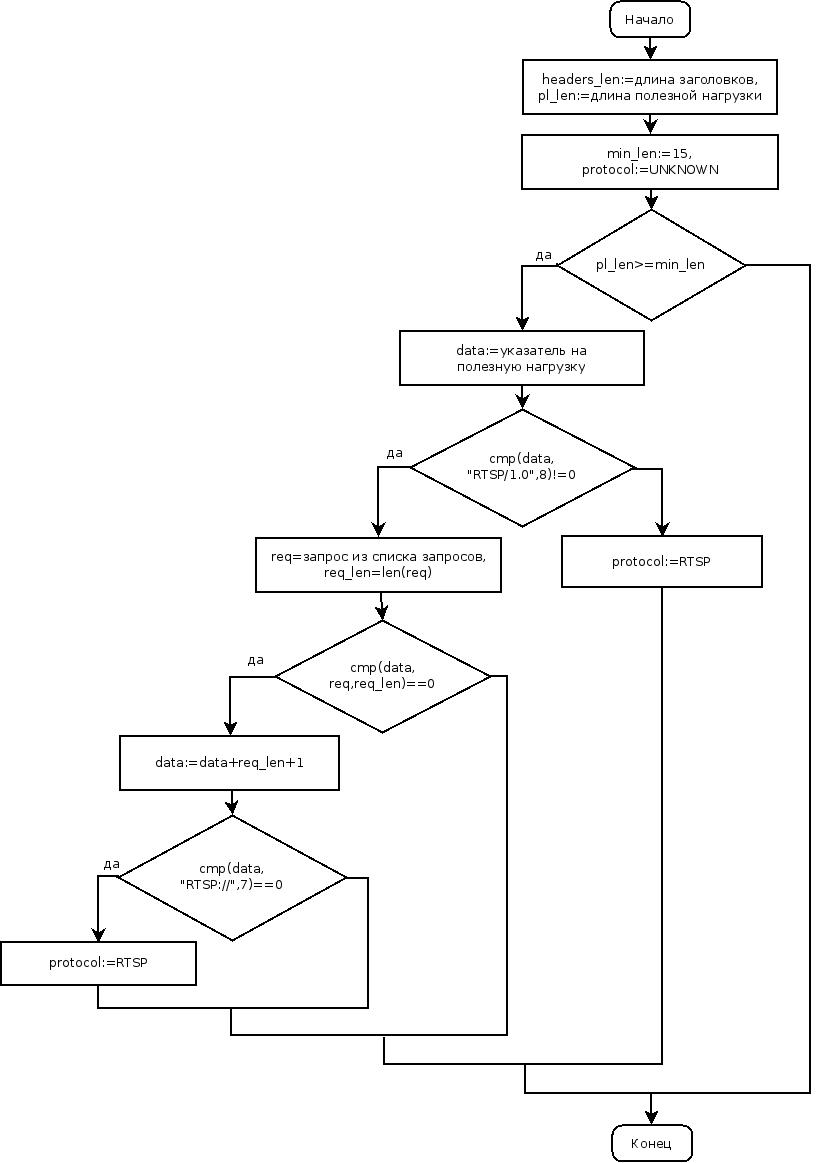 Начало
headers_len:=длина заголовков,
pl_len:=длина полезной нагрузки
min_len:=15,
protocol:=UNKNOWN
да
pl_len>=min_len
data:=указатель на
полезную нагрузку
да
cmp(data,
"RTSP/1.0",8)!=0
req=запрос из списка запросов,
req_len=len(req)
protocol:=RTSP
да
cmp(data,
req,req_len)==0
data:=data+req_len+1
да
cmp(data,
"RTSP://",7)==0
protocol:=RTSP
Конец